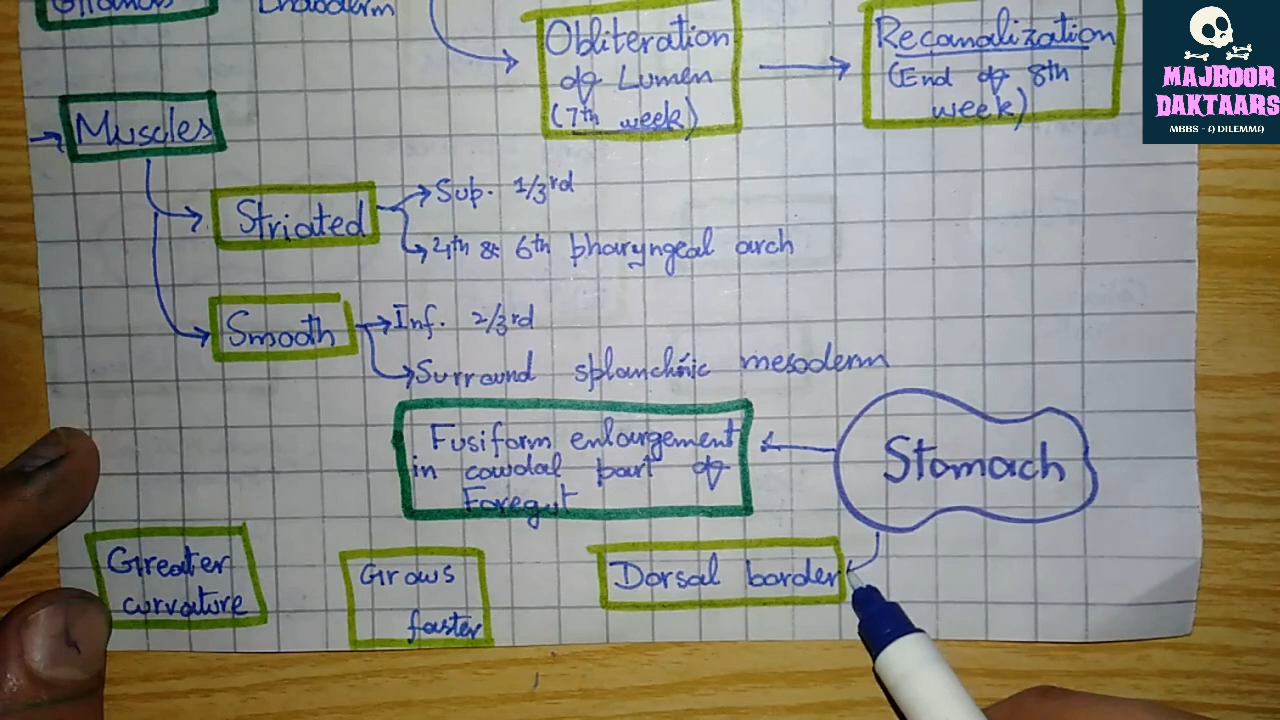 Endoderm
Obliteration
of Lumen
(7th week)
Recanalization
(End of 8th
week)
MAJBOOR
DAKTAARS
MBBS - A DILEMMA
Muscles
Striated
Sup. 1/3rd
4th & 6th pharyngeal arch
Smooth
Inf. 2/3rd
Surround splanchnic mesoderm
Fusiform enlargement
in caudal part of
Foregut
Stomach
Greater
curvature
Grows
faster
Dorsal border